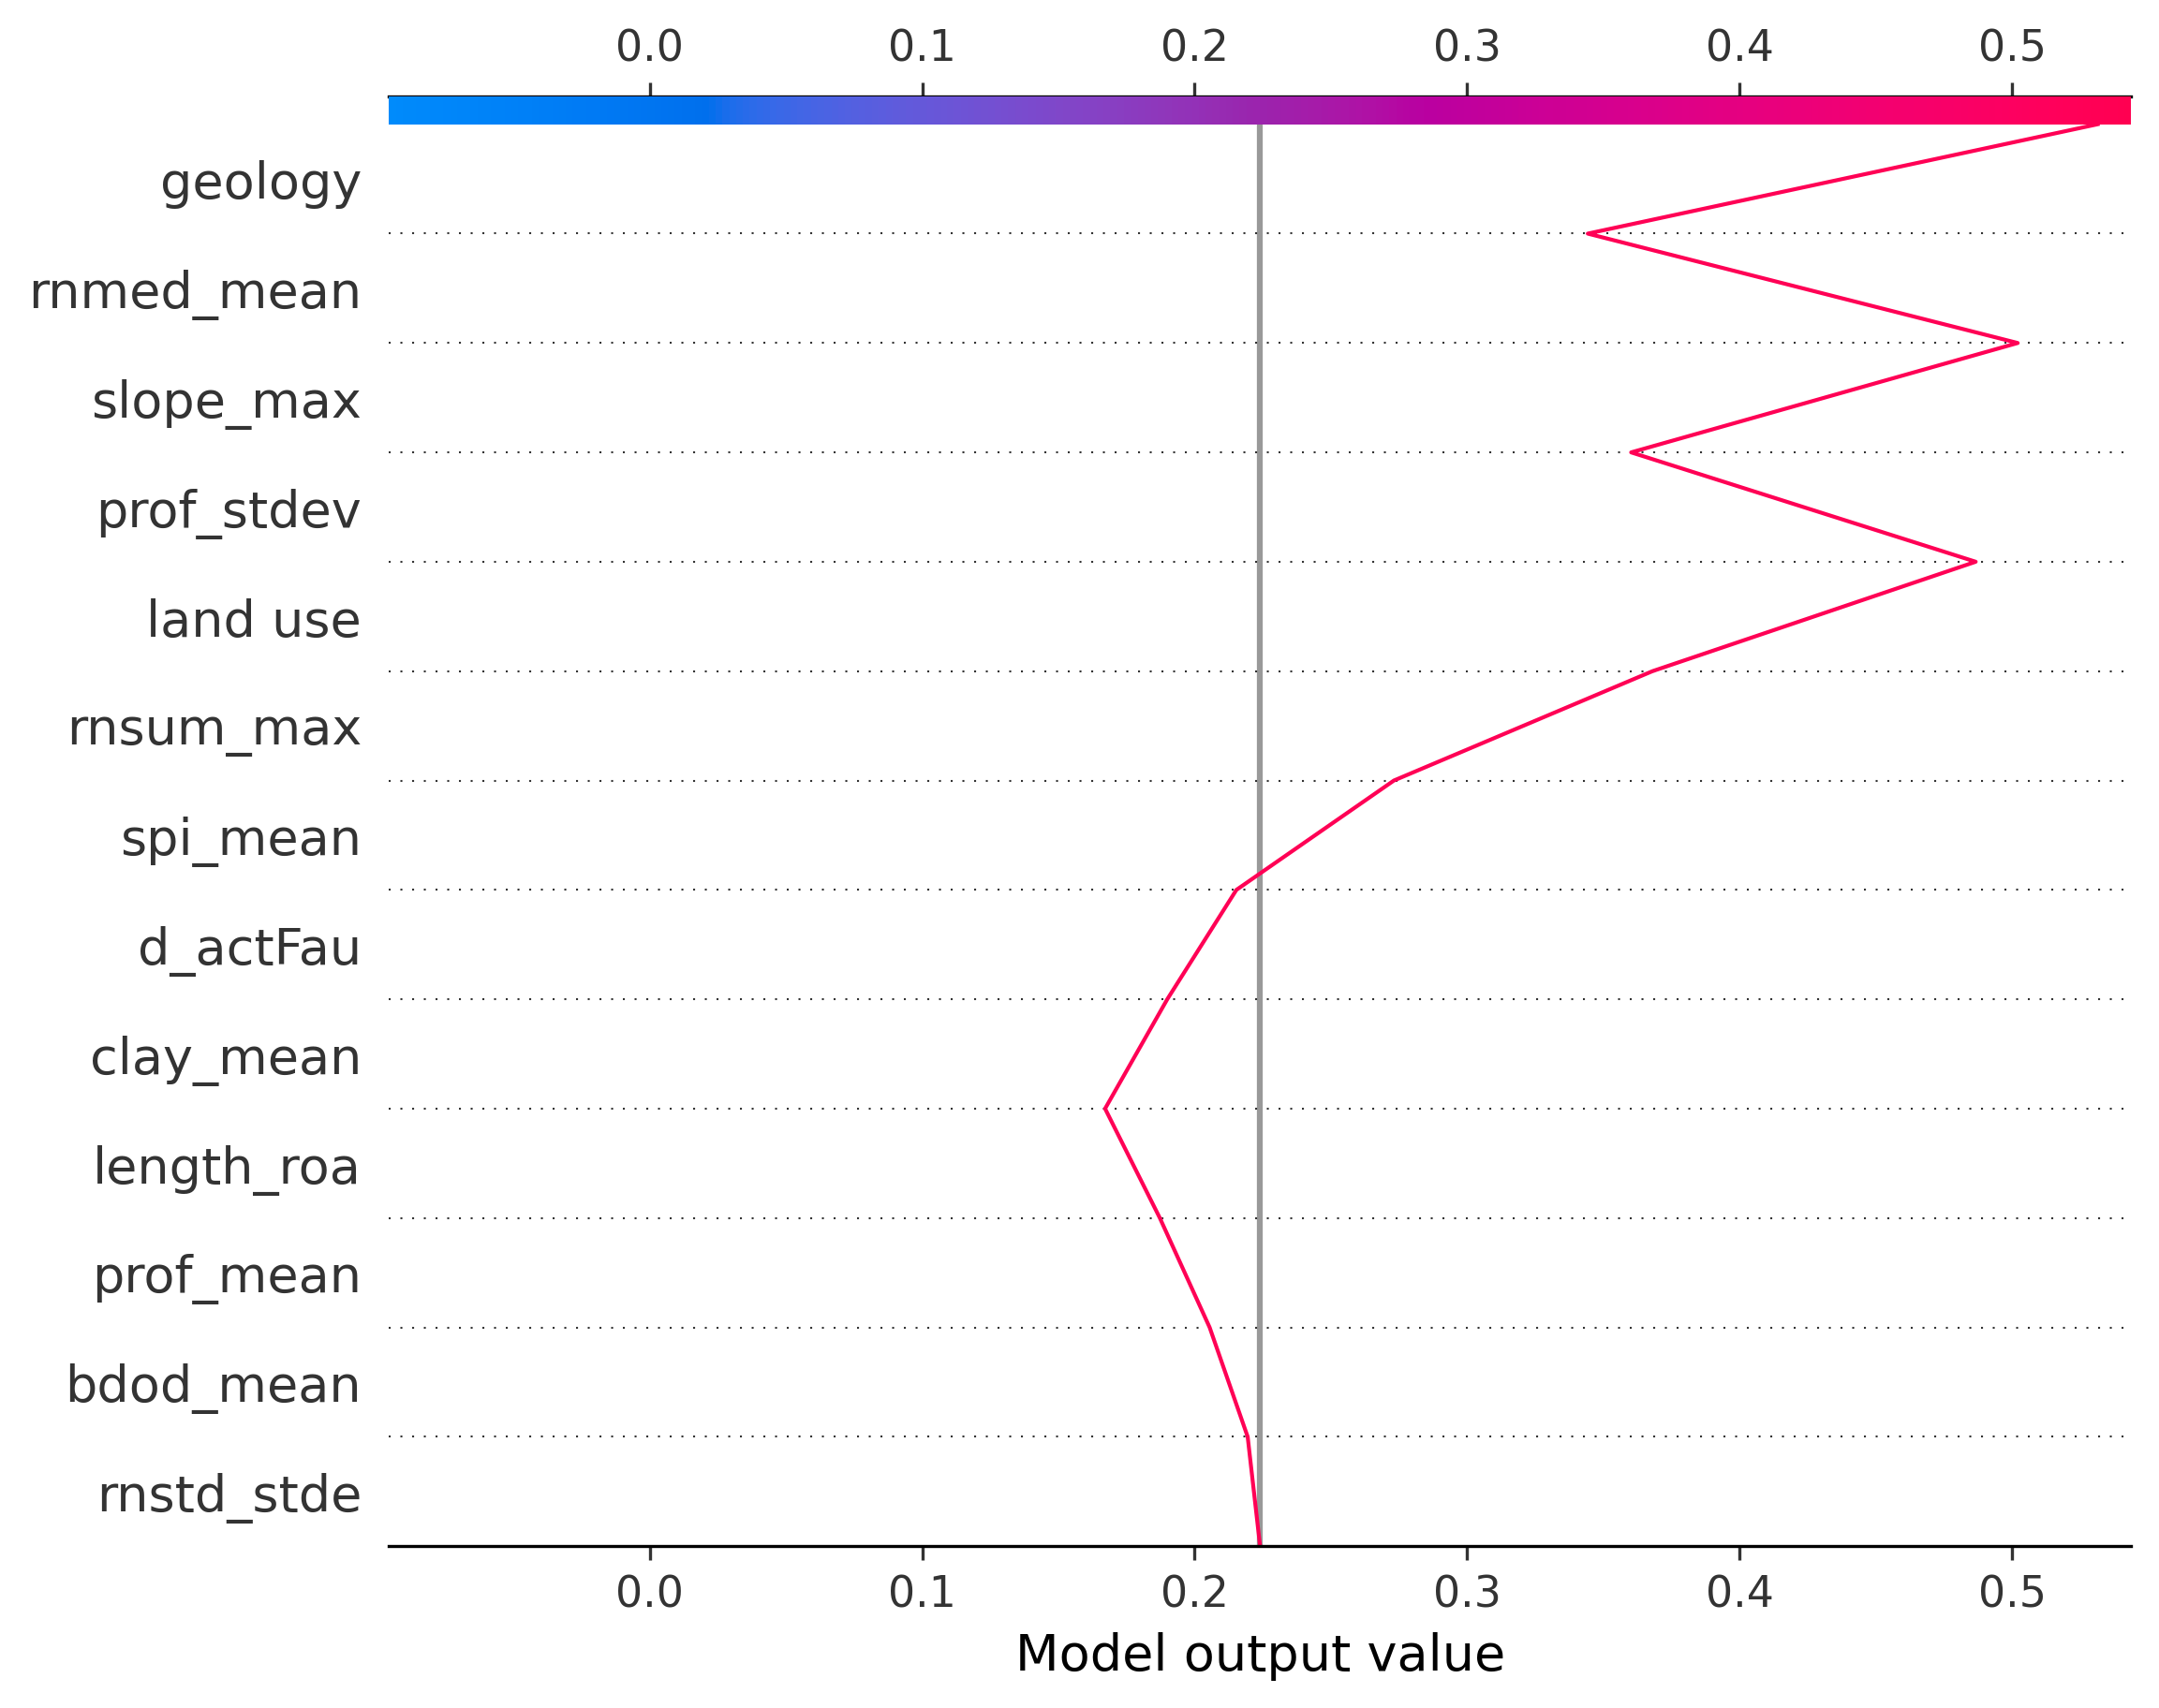 0.0 0.1 0.2 0.3 0.4 0.5
geology
rnmed_mean
slope_max
prof_stdev
land use
rnsum_max
spi_mean
d_actFau
clay_mean
length_roa
prof_mean
bdod_mean
rnstd_stde
0.0 0.1 0.2 0.3 0.4 0.5
Model output value